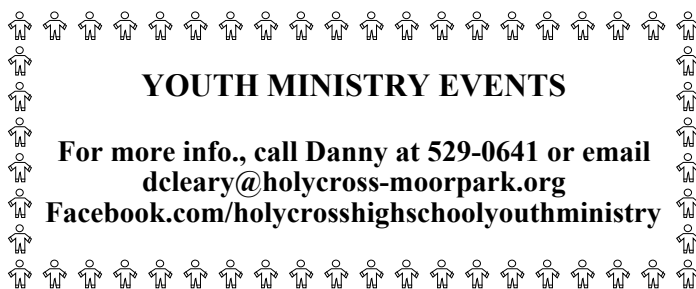 YOUTH MINISTRY EVENTS
For more info., call Danny at 529-0641 or email
dcleary@holycross-moorpark.org
Facebook.com/holycrosshighschoolyouthministry